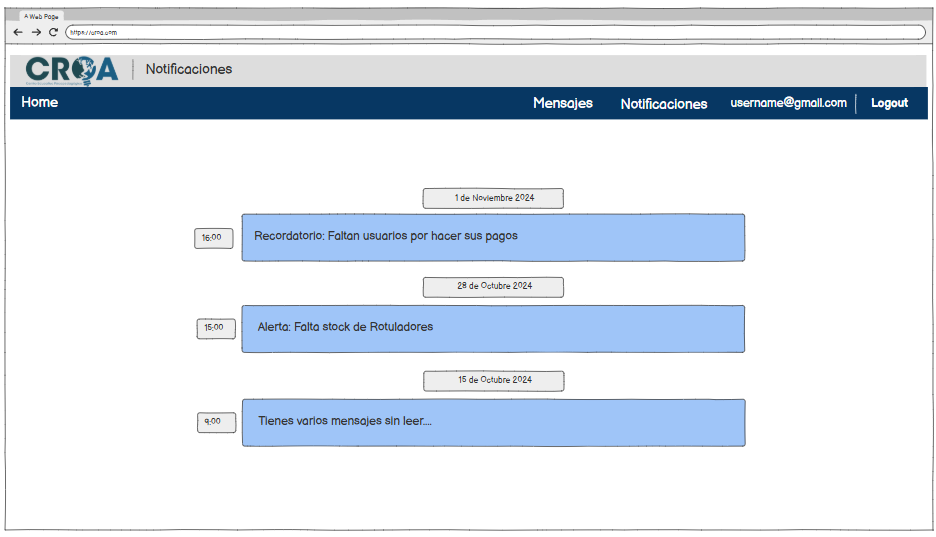 A Web Page
https://croa.com
CROA
Notificaciones
Home
Mensajes
Notificaciones
username@gmail.com
Logout
1 de Noviembre 2024
16:00
Recordatorio: Faltan usuarios por hacer sus pagos
28 de Octubre 2024
15:00
Alerta: Falta stock de Rotuladores
15 de Octubre 2024
9:00
Tienes varios mensajes sin leer....